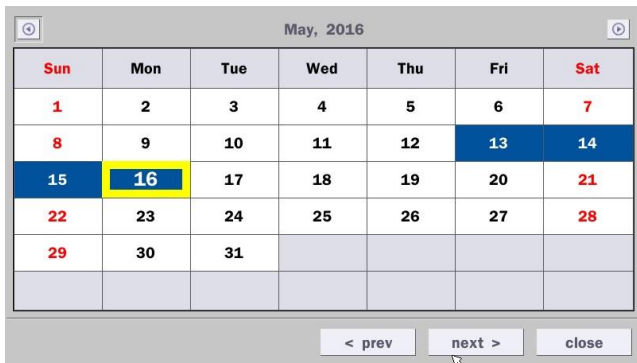 May, 2016
Sun Mon Tue Wed Thu Fri Sat
1 2 3 4 5 6 7
8 9 10 11 12 13 14
15 16 17 18 19 20 21
22 23 24 25 26 27 28
29 30 31
< prev next > close